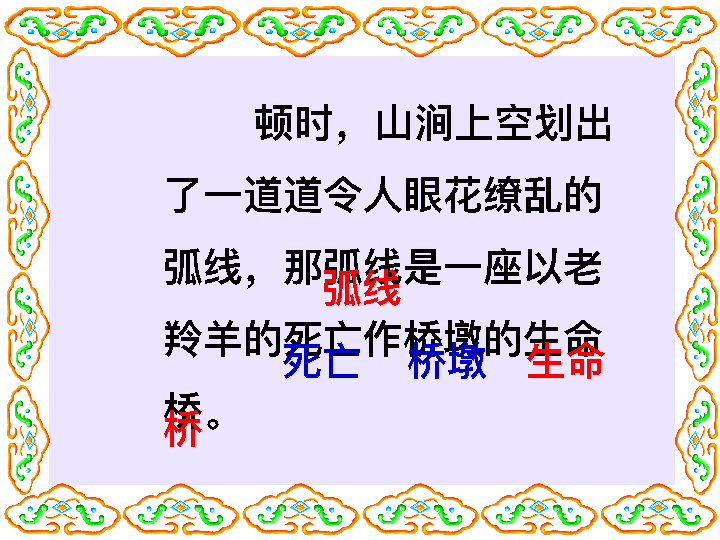 顿时，山涧上空划出
了一道道令人眼花缭乱的
弧线，那弧线是一座以老
弧线
羚羊的死亡作桥墩的生命
死亡 桥墩 生命
桥。
桥